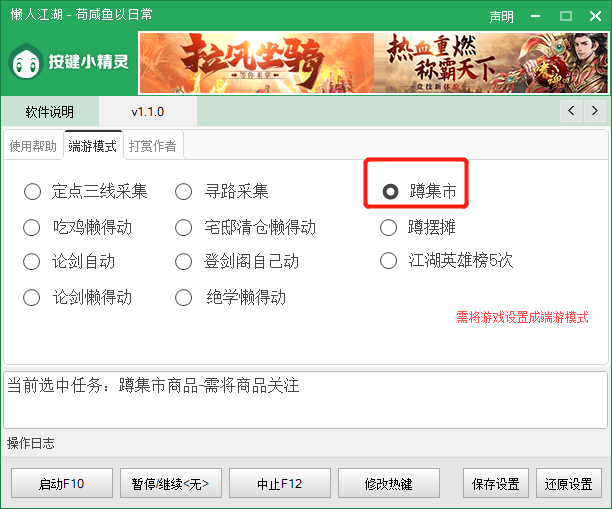 懒人江湖 - 苟咸鱼以日常
声明
按键小精灵
拉风坐骑
等你来拿
热血重燃
称霸天下
软件说明
v1.1.0
使用帮助
端游模式
打赏作者
定点三线采集
寻路采集
蹲集市
吃鸡懒得动
宅邸清仓懒得动
蹲摆摊
论剑自动
登剑阁自己动
江湖英雄榜5次
论剑懒得动
绝学懒得动
需将游戏设置成端游模式
当前选中任务：蹲集市商品-需将商品关注
操作日志
启动F10
暂停/继续<无>
中止F12
修改热键
保存设置
还原设置